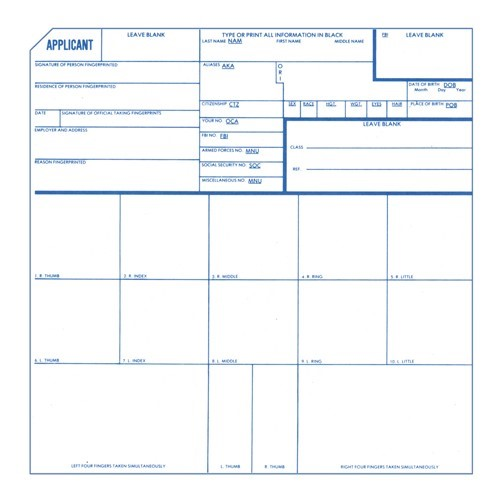 APPLICANT
LEAVE BLANK
TYPE OR PRINT ALL INFORMATION IN BLACK
LAST NAME NAM FIRST NAME MIDDLE NAME
FBI LEAVE BLANK
SIGNATURE OF PERSON FINGERPRINTED
ALIASES AKA
O
R
I
RESIDENCE OF PERSON FINGERPRINTED
DATE OF BIRTH DOB
Month Day Year
CITIZENSHIP CTZ
SEX RACE HGT. WGT. EYES HAIR
PLACE OF BIRTH POB
DATE SIGNATURE OF OFFICIAL TAKING FINGERPRINTS
YOUR NO. OCA
LEAVE BLANK
EMPLOYER AND ADDRESS
FBI NO. FBI
CLASS
ARMED FORCES NO. MNU
REASON FINGERPRINTED
SOCIAL SECURITY NO. SOC
REF.
MISCELLANEOUS NO. MNU
1. R. THUMB 2. R. INDEX 3. R. MIDDLE 4. R. RING 5. R. LITTLE
6. L. THUMB 7. L. INDEX 8. L. MIDDLE 9. L. RING 10. L. LITTLE
LEFT FOUR FINGERS TAKEN SIMULTANEOUSLY L. THUMB R. THUMB RIGHT FOUR FINGERS TAKEN SIMULTANEOUSLY